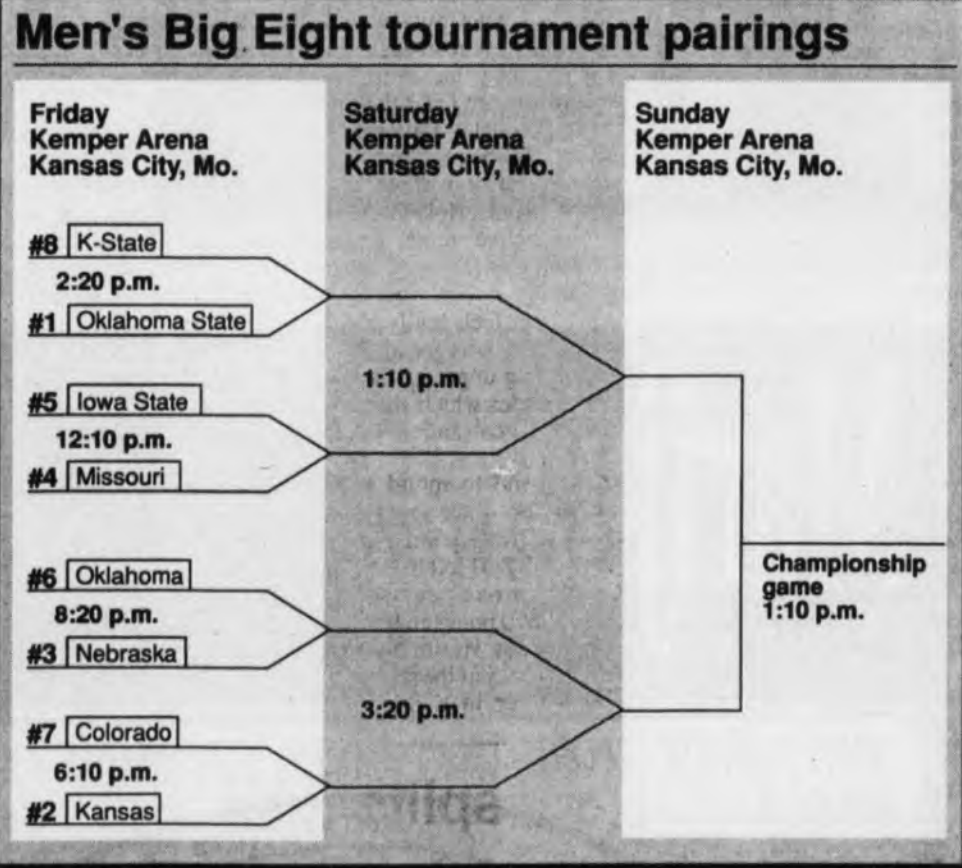 Men's Big Eight tournament pairings
Friday
Kemper Arena
Kansas City, Mo.
Saturday
Kemper Arena
Kansas City, Mo.
Sunday
Kemper Arena
Kansas City, Mo.
#8 K-State
2:20 p.m.
#1 Oklahoma State
#5 Iowa State
12:10 p.m.
#4 Missouri
1:10 p.m.
#6 Oklahoma
8:20 p.m.
#3 Nebraska
#7 Colorado
6:10 p.m.
#2 Kansas
3:20 p.m.
Championship
game
1:10 p.m.